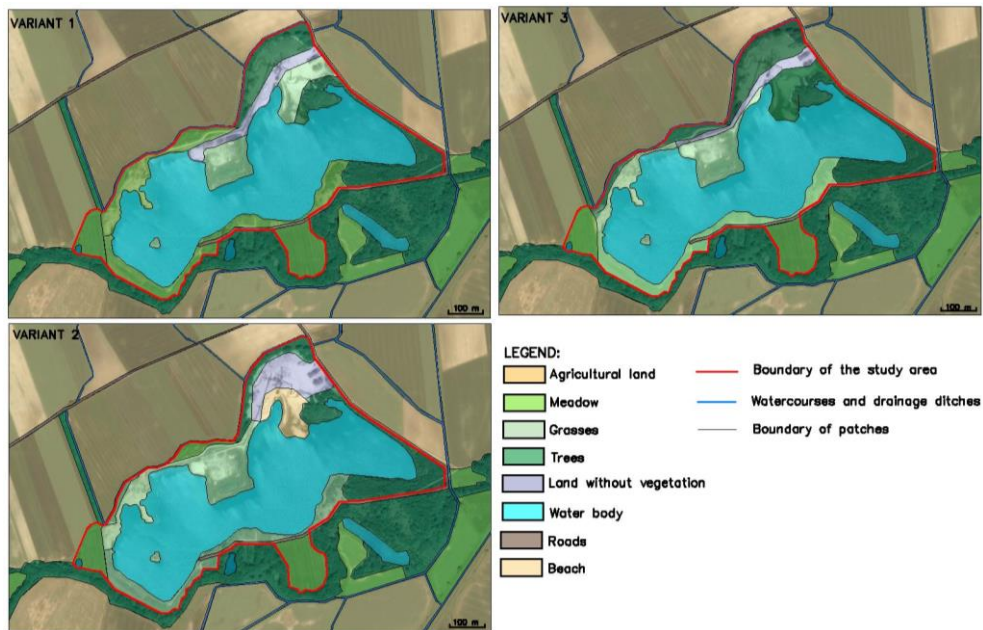 VARIANT 1
100 m
VARIANT 3
100 m
VARIANT 2
100 m
LEGEND:
Agricultural land
Meadow
Grasses
Trees
Land without vegetation
Water body
Roads
Beach
Boundary of the study area
Watercourses and drainage ditches
Boundary of patches